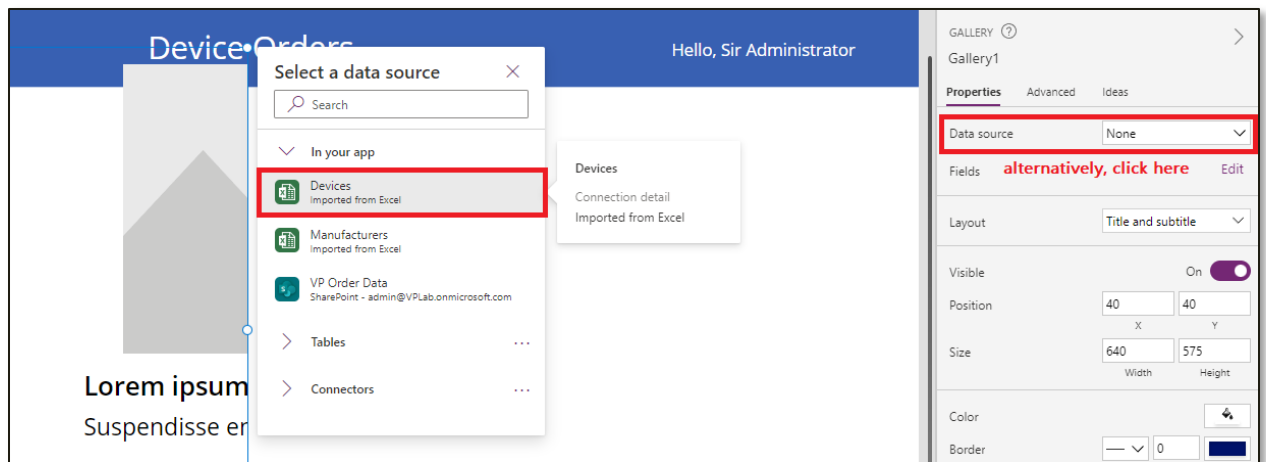 Device Orders
Hello, Sir Administrator
Select a data source
Search
In your app
Devices
Imported from Excel
Manufacturers
Imported from Excel
VP Order Data
SharePoint - admin@VPLab.onmicrosoft.com
Tables
Connectors
Devices
Connection detail
Imported from Excel
Lorem ipsum
Suspendisse
GALLERY
Gallery1
Properties Advanced Ideas
Data source None
Fields alternatively, click here Edit
Layout Title and subtitle
Visible On
Position 40 40
X Y
Size 640 575
Width Height
Color
Border 0